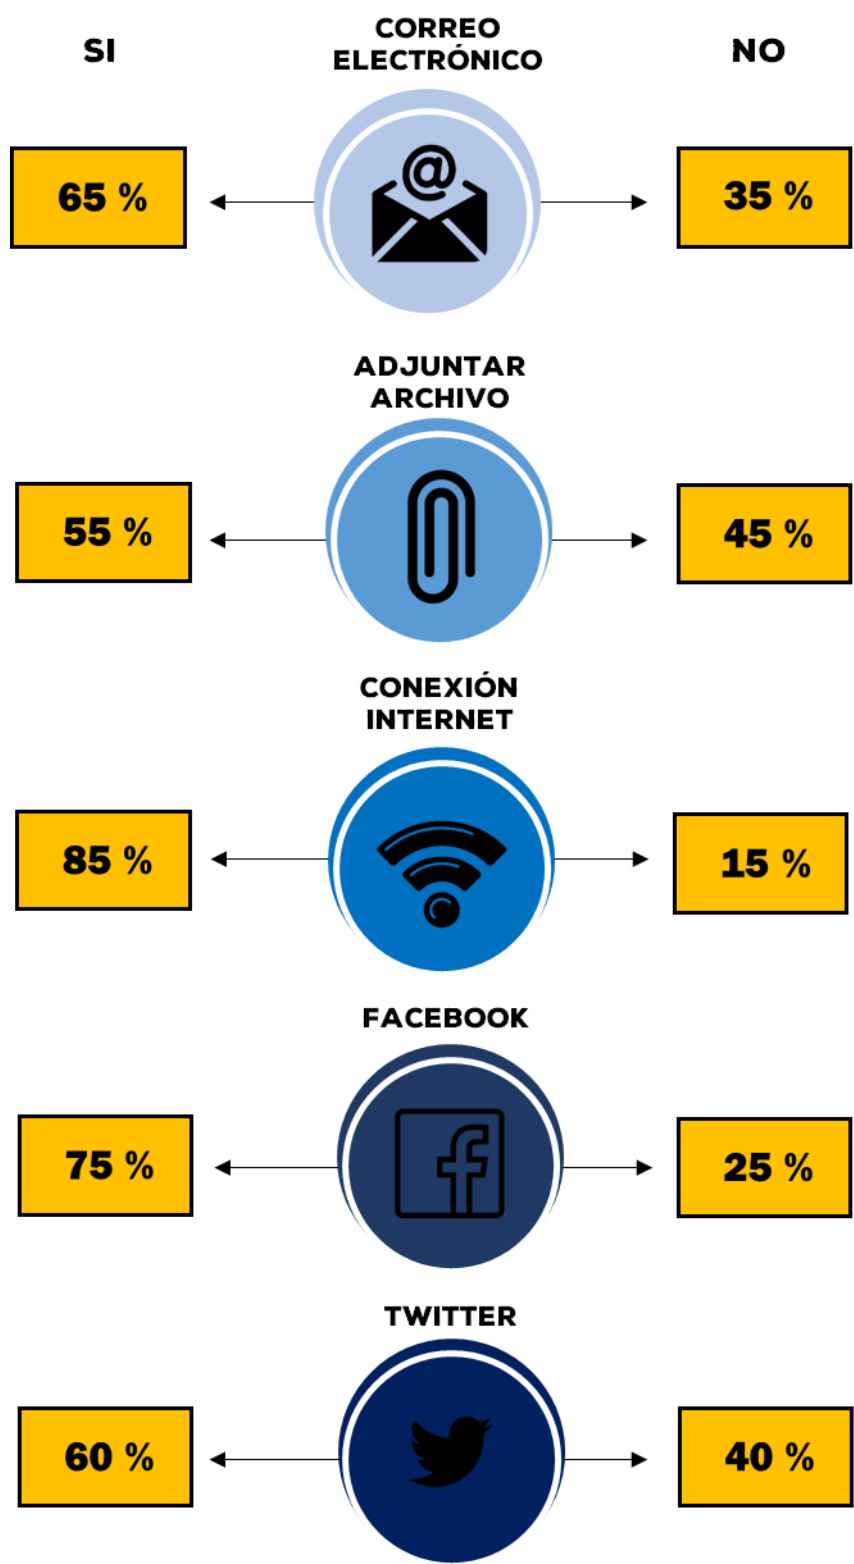 SI
CORREO
ELECTRÓNICO
NO
65 %
@
35 %
ADJUNTAR
ARCHIVO
55 %
45 %
CONEXIÓN
INTERNET
85 %
15 %
FACEBOOK
75 %
f
25 %
TWITTER
60 %
40 %